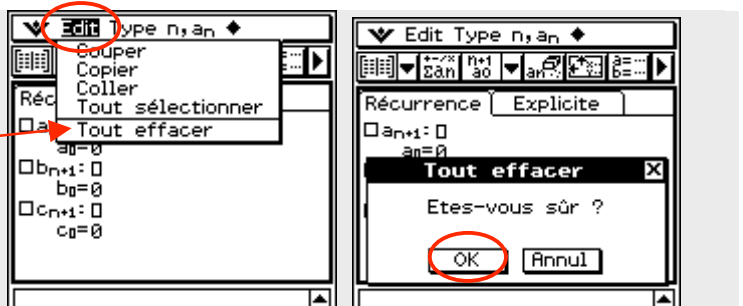 Edit Type n,an ◆
Couper
Copier
Coller
Tout sélectionner
Tout effacer
Réc
a0=0
bn+1:
b0=0
cn+1:
c0=0
Edit Type n,an ◆
Récurrence Explicite
an+1:
a0=0
Tout effacer X
Etes-vous sûr ?
OK Annul